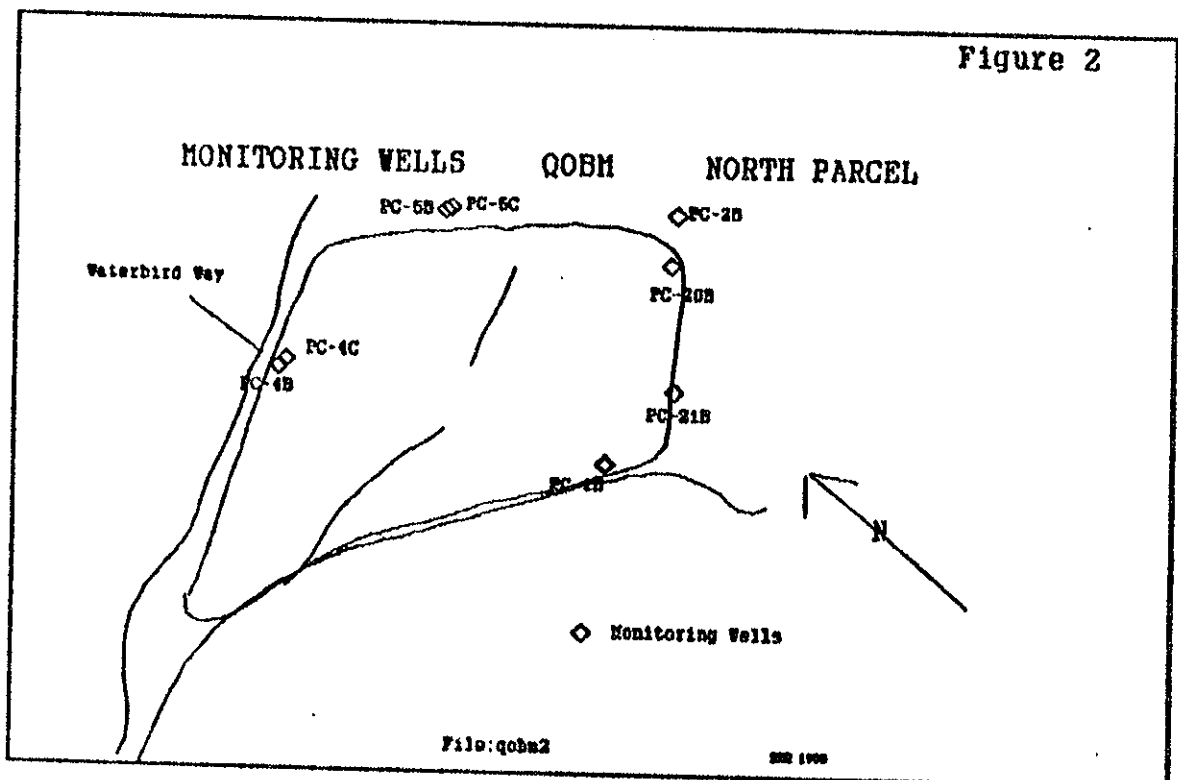 Figure 2
MONITORING WELLS QOBM NORTH PARCEL
PC-5B PC-5C
PC-2B
Waterbird Way
PC-20B
PC-4C
PC-4B
PC-21B
N
Monitoring Wells
File:qobm2